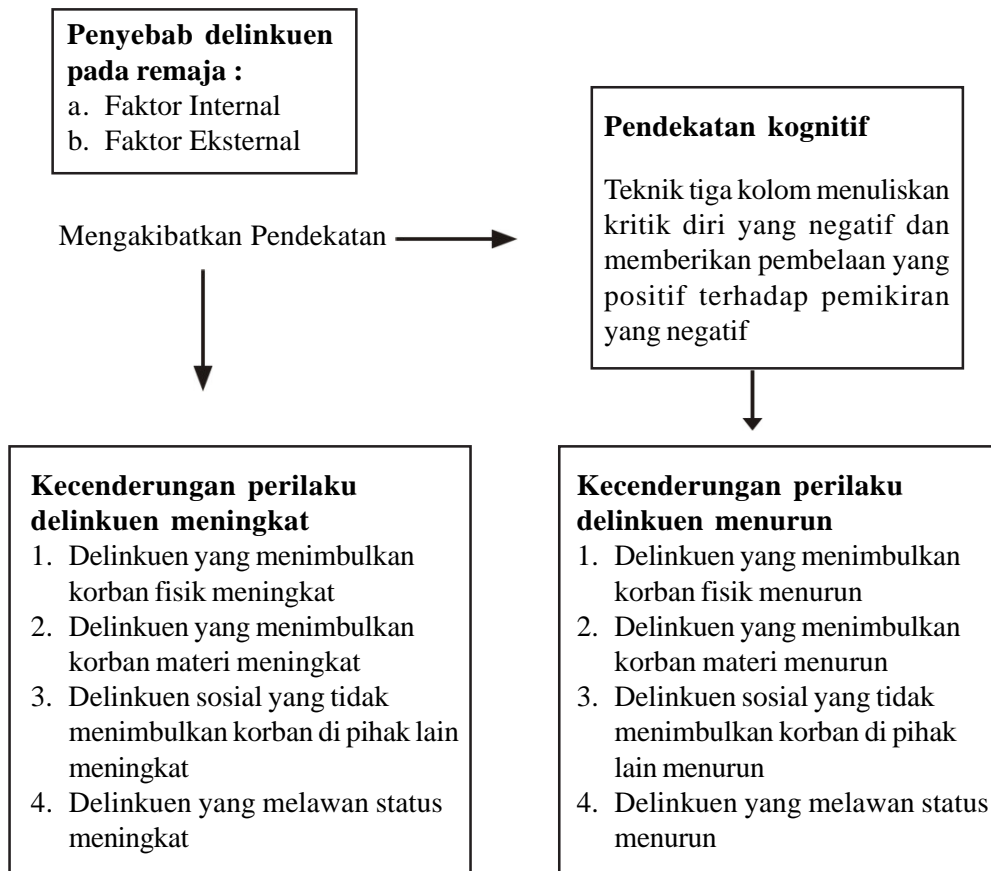 Penyebab delinkuen
pada remaja :
a. Faktor Internal
b. Faktor Eksternal
Pendekatan kognitif
Teknik tiga kolom menuliskan
kritik diri yang negatif dan
memberikan pembelaan yang
positif terhadap pemikiran
yang negatif
Mengakibatkan Pendekatan
Kecenderungan perilaku
delinkuen meningkat
1. Delinkuen yang menimbulkan
korban fisik meningkat
2. Delinkuen yang menimbulkan
korban materi meningkat
3. Delinkuen sosial yang tidak
menimbulkan korban di pihak lain
meningkat
4. Delinkuen yang melawan status
meningkat
Kecenderungan perilaku
delinkuen menurun
1. Delinkuen yang menimbulkan
korban fisik menurun
2. Delinkuen yang menimbulkan
korban materi menurun
3. Delinkuen sosial yang tidak
menimbulkan korban di pihak
lain menurun
4. Delinkuen yang melawan status
menurun